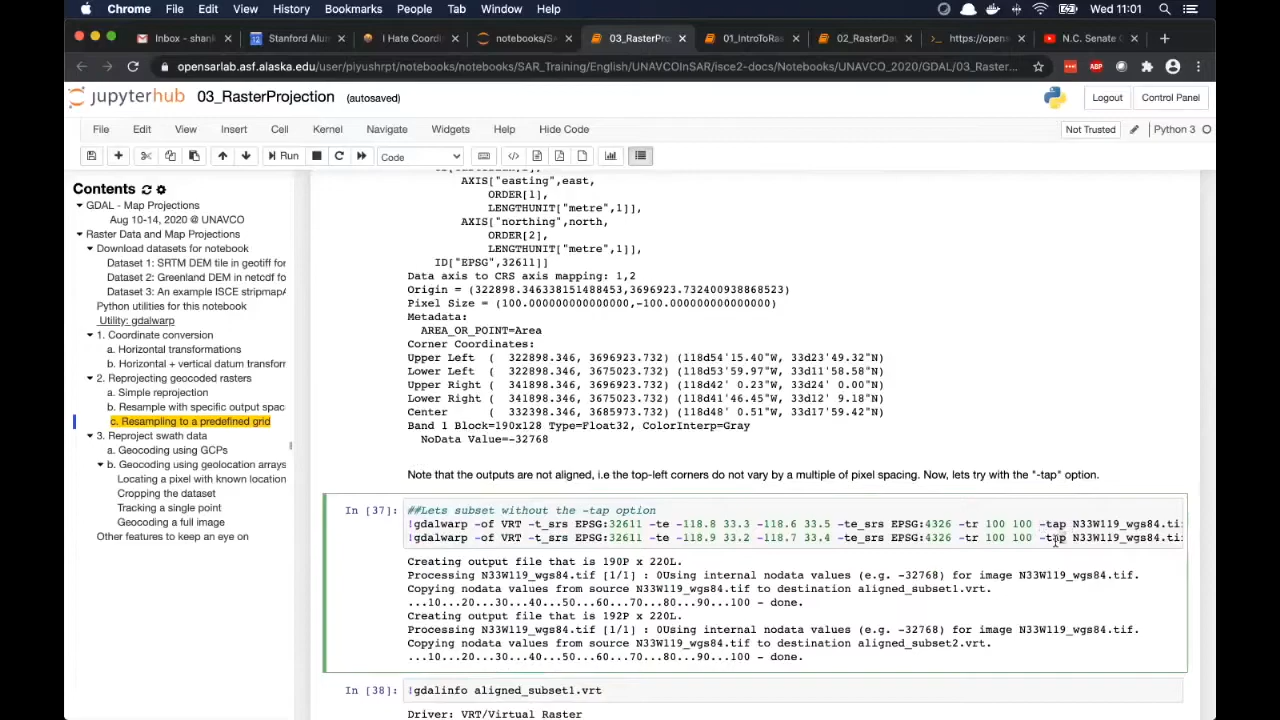 Chrome File Edit View History Bookmarks People Tab Window Help Wed 11:01
Inbox - shank 12 Stanford Alum I Hate Coordi notebooks/SA 03_RasterPro 01_IntroToRas 02_RasterDat https://opens N.C. Senate C
opensarlab.asf.alaska.edu/user/piyushrpt/notebooks/notebooks/SAR_Training/English/UNAVCOInSAR/isce2-docs/Notebooks/UNAVCO_2020/GDAL/03_Raster... ABP
jupyterhub 03_RasterProjection (autosaved) Logout Control Panel
File Edit View Insert Cell Kernel Navigate Widgets Help Hide Code Not Trusted Python 3
Run Code
Contents
GDAL - Map Projections
Aug 10-14, 2020 @ UNAVCO
Raster Data and Map Projections
Download datasets for notebook
Dataset 1: SRTM DEM tile in geotiff for
Dataset 2: Greenland DEM in netcdf fo
Dataset 3: An example ISCE stripmap
Python utilities for this notebook
Utility: gdalwarp
1. Coordinate conversion
a. Horizontal transformations
b. Horizontal + vertical datum transform
2. Reprojecting geocoded rasters
a. Simple reprojection
b. Resample with specific output spac
c. Resampling to a predefined grid
3. Reproject swath data
a. Geocoding using GCPs
b. Geocoding using geolocation arrays
Locating a pixel with known location
Cropping the dataset
Tracking a single point
Geocoding a full image
Other features to keep an eye on
AXIS["easting",east,
ORDER[1],
LENGTHUNIT["metre",1]],
AXIS["northing",north,
ORDER[2],
LENGTHUNIT["metre",1]],
ID["EPSG",32611]]
Data axis to CRS axis mapping: 1,2
Origin = (322898.346338151488453,3696923.732400938868523)
Pixel Size = (100.000000000000000,-100.000000000000000)
Metadata:
AREA_OR_POINT=Area
Corner Coordinates:
Upper Left ( 322898.346, 3696923.732) (118d54'15.40"W, 33d23'49.32"N)
Lower Left ( 322898.346, 3675023.732) (118d53'59.97"W, 33d11'58.58"N)
Upper Right ( 341898.346, 3696923.732) (118d42' 0.23"W, 33d24' 0.00"N)
Lower Right ( 341898.346, 3675023.732) (118d41'46.45"W, 33d12' 9.18"N)
Center ( 332398.346, 3685973.732) (118d48' 0.51"W, 33d17'59.42"N)
Band 1 Block=190x128 Type=Float32, ColorInterp=Gray
NoData Value=-32768
Note that the outputs are not aligned, i.e the top-left corners do not vary by a multiple of pixel spacing. Now, lets try with the "-tap" option.
In [37]: ##Lets subset without the -tap option
!gdalwarp -of VRT -t_srs EPSG:32611 -te -118.8 33.3 -118.6 33.5 -te_srs EPSG:4326 -tr 100 100 -tap N33W119_wgs84.ti
!gdalwarp -of VRT -t_srs EPSG:32611 -te -118.9 33.2 -118.7 33.4 -te_srs EPSG:4326 -tr 100 100 -tap N33W119_wgs84.ti
Creating output file that is 190P x 220L.
Processing N33W119_wgs84.tif [1/1] : 0Using internal nodata values (e.g. -32768) for image N33W119_wgs84.tif.
Copying nodata values from source N33W119_wgs84.tif to destination aligned_subset1.vrt.
...10...20...30...40...50...60...70...80...90...100 - done.
Creating output file that is 192P x 220L.
Processing N33W119_wgs84.tif [1/1] : 0Using internal nodata values (e.g. -32768) for image N33W119_wgs84.tif.
Copying nodata values from source N33W119_wgs84.tif to destination aligned_subset2.vrt.
...10...20...30...40...50...60...70...80...90...100 - done.
In [38]: !gdalinfo aligned_subset1.vrt
Driver: VRT/Virtual Raster